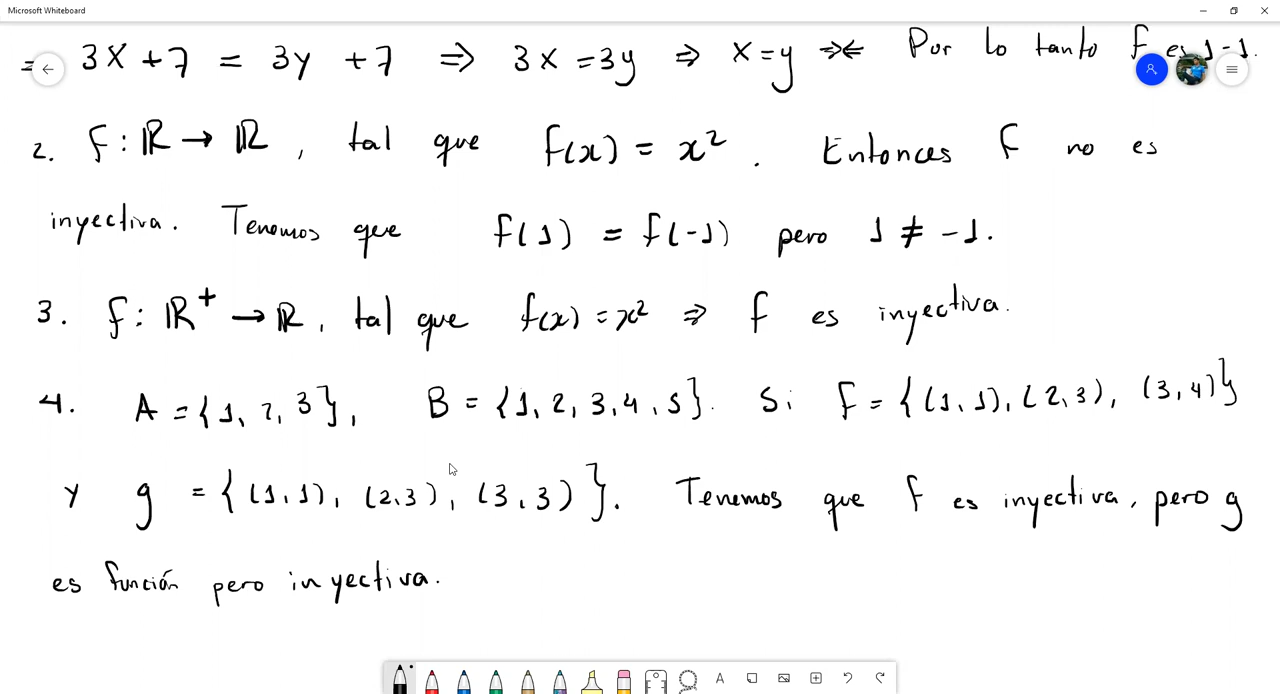 Microsoft Whiteboard
= 3x + 7 = 3y + 7 ⇒ 3x = 3y ⇒ x = y ⇒⇐ Por lo tanto f es 1-1.
2. f: ℝ → ℝ, tal que f(x) = x². Entonces f no es
inyectiva. Tenemos que f(1) = f(-1) pero 1 ≠ -1.
3. f: ℝ⁺ → ℝ, tal que f(x) = x² ⇒ f es inyectiva.
4. A = {1, 2, 3}, B = {1, 2, 3, 4, 5}. Si f = {(1,1), (2,3), (3,4)}
y g = {(1,1), (2,3), (3,3)}. Tenemos que f es inyectiva, pero g
es función pero inyectiva.
A